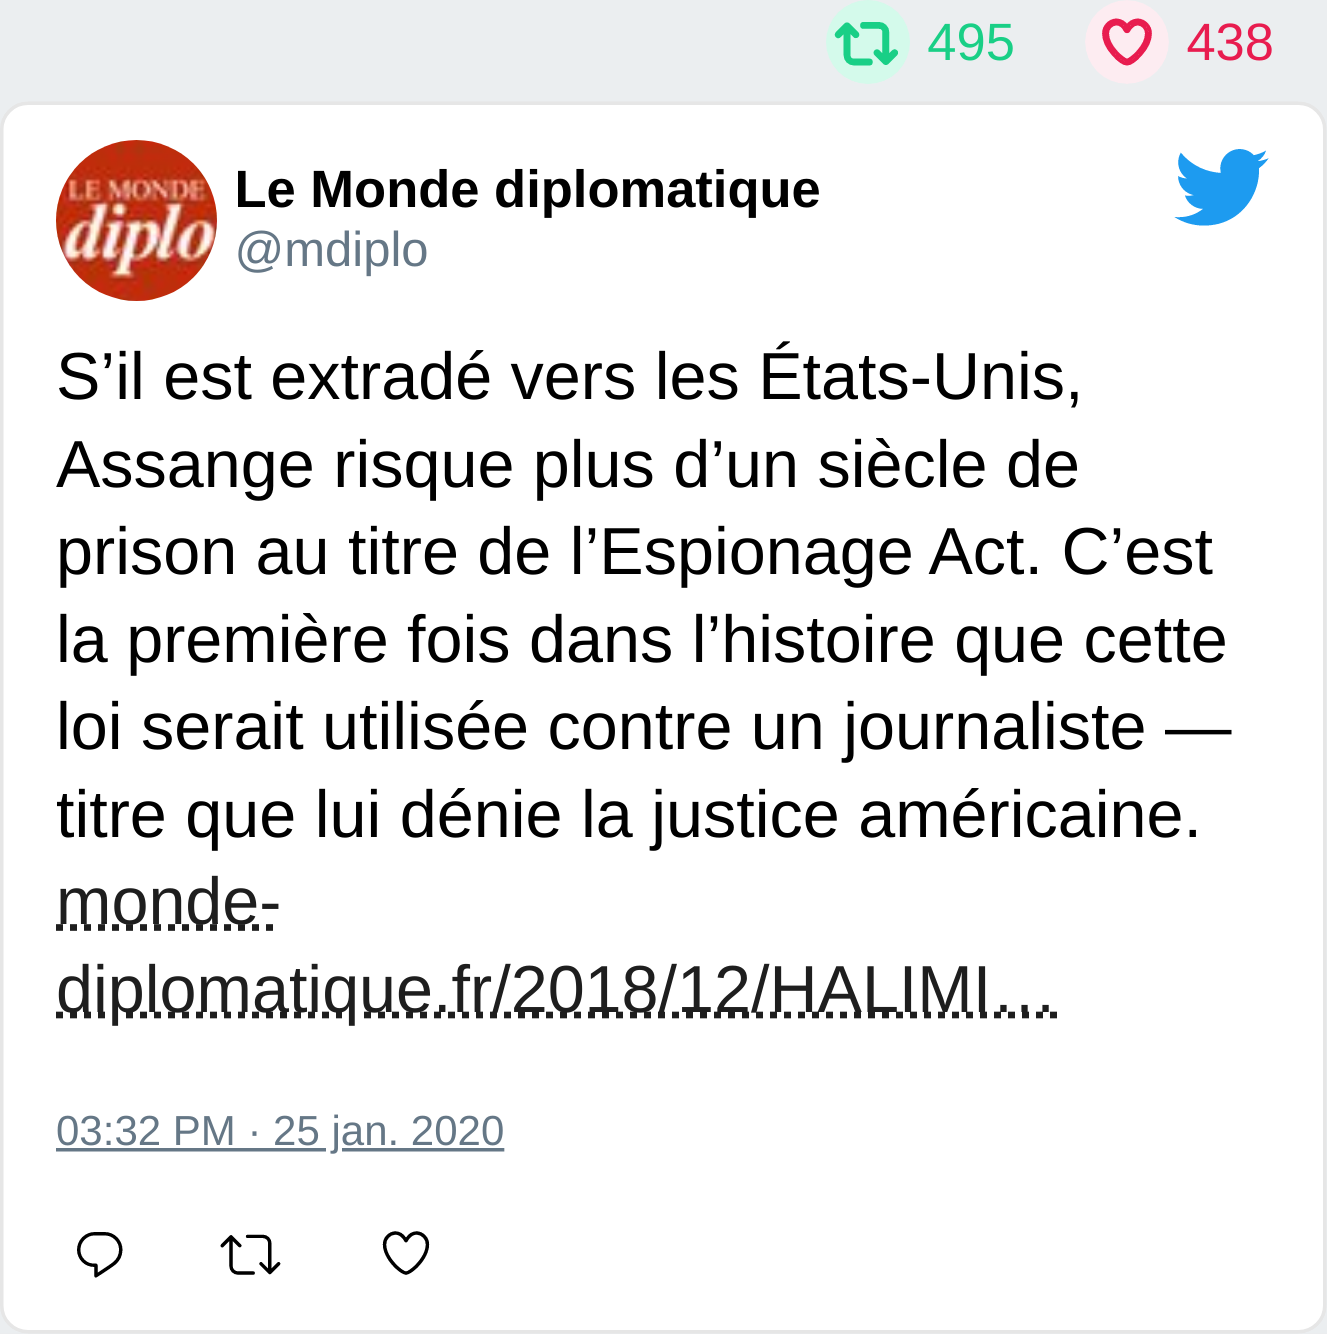 495 438
LE MONDE
diplo
Le Monde diplomatique
@mdiplo
S’il est extradé vers les États-Unis,
Assange risque plus d’un siècle de
prison au titre de l’Espionage Act. C’est
la première fois dans l’histoire que cette
loi serait utilisée contre un journaliste —
titre que lui dénie la justice américaine.
monde-
diplomatique.fr/2018/12/HALIMI…
03:32 PM · 25 jan. 2020